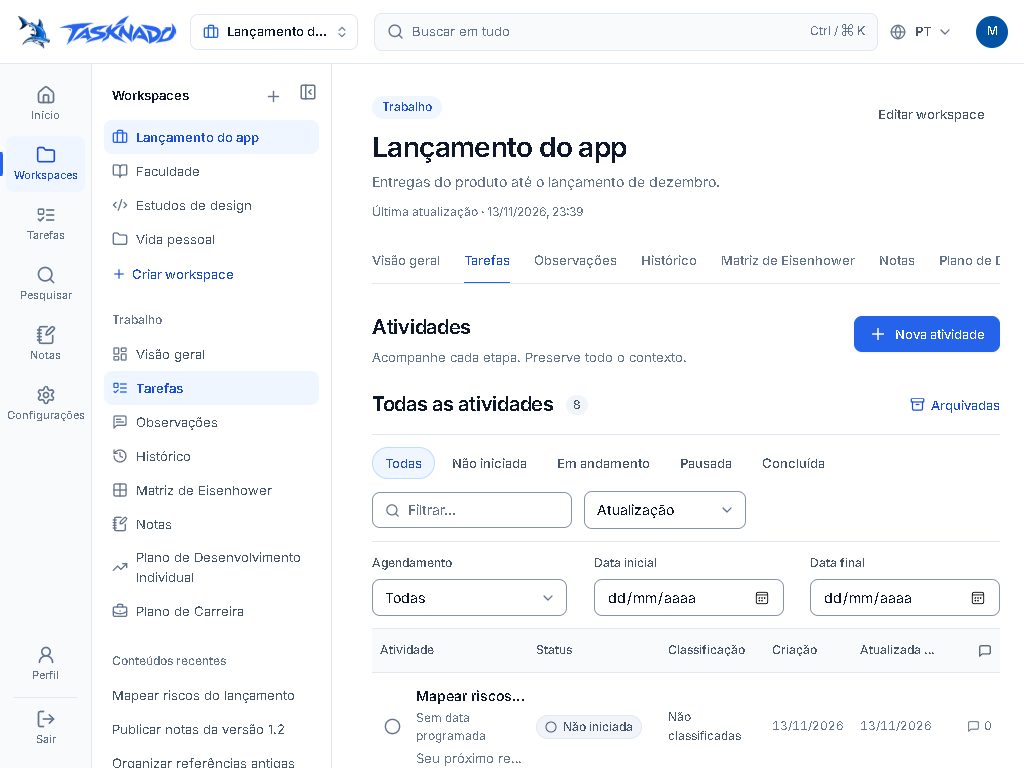 TASKNADO
Lançamento d...
Buscar em tudo
Ctrl / ⌘ K
PT
M
Início
Workspaces
Tarefas
Pesquisar
Notas
Configurações
Perfil
Sair
Workspaces
Lançamento do app
Faculdade
Estudos de design
Vida pessoal
+ Criar workspace
Trabalho
Visão geral
Tarefas
Observações
Histórico
Matriz de Eisenhower
Notas
Plano de Desenvolvimento
Individual
Plano de Carreira
Conteúdos recentes
Mapear riscos do lançamento
Publicar notas da versão 1.2
Organizar referências antigas
Trabalho
Editar workspace
Lançamento do app
Entregas do produto até o lançamento de dezembro.
Última atualização · 13/11/2026, 23:39
Visão geral Tarefas Observações Histórico Matriz de Eisenhower Notas Plano de D
Atividades
Nova atividade
Acompanhe cada etapa. Preserve todo o contexto.
Todas as atividades 8
Arquivadas
Todas Não iniciada Em andamento Pausada Concluída
Filtrar...
Atualização
Agendamento Data inicial Data final
Todas dd/mm/aaaa dd/mm/aaaa
Atividade Status Classificação Criação Atualizada ...
Mapear riscos...
Sem data
programada
Seu próximo re...
Não iniciada
Não
classificadas
13/11/2026 13/11/2026 0